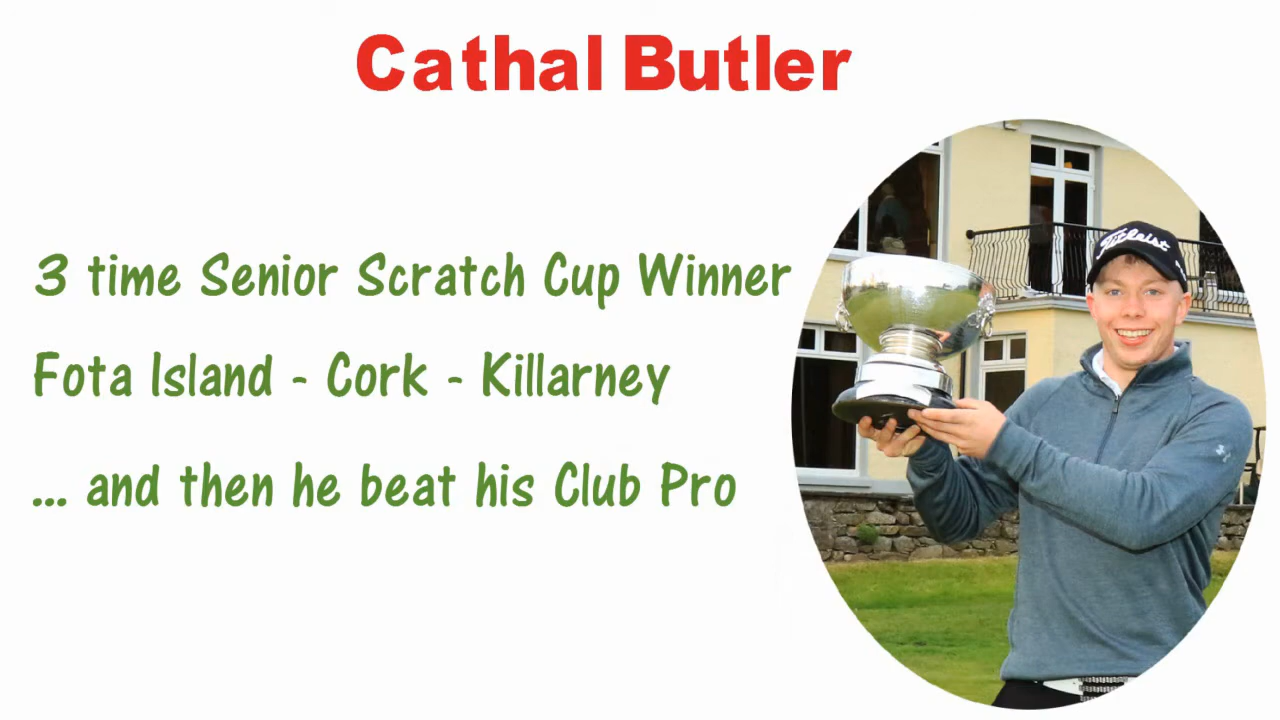 Cathal Butler
3 time Senior Scratch Cup Winner
Fota Island - Cork - Killarney
... and then he beat his Club Pro
Titleist